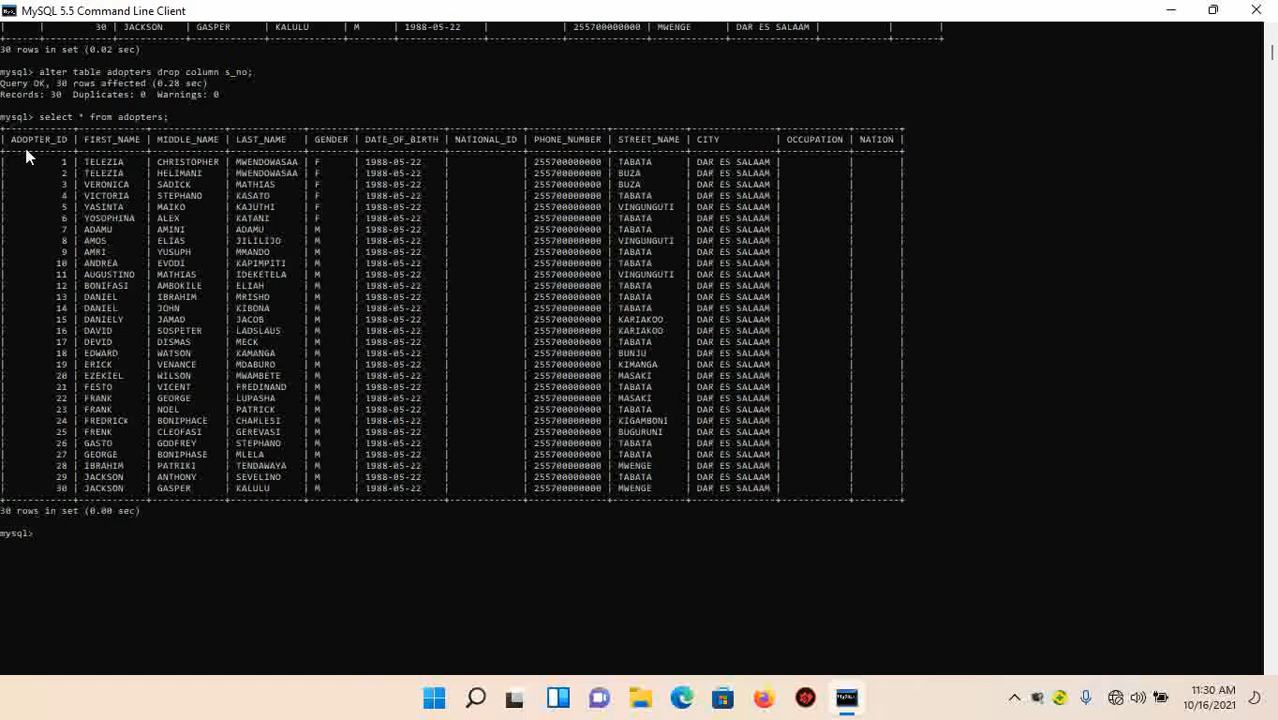 MySQL 5.5 Command Line Client
| | 30 | JACKSON | GASPER | KALULU | M | 1988-05-22 | | 255700000000 | MWENGE | DAR ES SALAAM | | |
30 rows in set (0.02 sec)
mysql> alter table adopters drop column s_no;
Query OK, 30 rows affected (0.28 sec)
Records: 30 Duplicates: 0 Warnings: 0
mysql> select * from adopters;
| ADOPTER_ID | FIRST_NAME | MIDDLE_NAME | LAST_NAME | GENDER | DATE_OF_BIRTH | NATIONAL_ID | PHONE_NUMBER | STREET_NAME | CITY | OCCUPATION | NATION |
| 1 | TELEZIA | CHRISTOPHER | MWENDOWASAA | F | 1988-05-22 | | 255700000000 | TABATA | DAR ES SALAAM | | |
| 2 | TELEZIA | HELIMANI | MWENDOWASAA | F | 1988-05-22 | | 255700000000 | BUZA | DAR ES SALAAM | | |
| 3 | VERONICA | SADICK | MATHIAS | F | 1988-05-22 | | 255700000000 | BUZA | DAR ES SALAAM | | |
| 4 | VICTORIA | STEPHANO | KASATO | F | 1988-05-22 | | 255700000000 | TABATA | DAR ES SALAAM | | |
| 5 | YASINTA | MAIKO | KAJUTHI | F | 1988-05-22 | | 255700000000 | VINGUNGUTI | DAR ES SALAAM | | |
| 6 | YOSOPHINA | ALEX | KATANI | F | 1988-05-22 | | 255700000000 | TABATA | DAR ES SALAAM | | |
| 7 | ADAMU | AMINI | ADAMU | M | 1988-05-22 | | 255700000000 | TABATA | DAR ES SALAAM | | |
| 8 | AMOS | ELIAS | JILILIJO | M | 1988-05-22 | | 255700000000 | VINGUNGUTI | DAR ES SALAAM | | |
| 9 | AMRI | YUSUPH | MMANDO | M | 1988-05-22 | | 255700000000 | TABATA | DAR ES SALAAM | | |
| 10 | ANDREA | EVODI | KAPIMPITI | M | 1988-05-22 | | 255700000000 | TABATA | DAR ES SALAAM | | |
| 11 | AUGUSTINO | MATHIAS | IDEKETELA | M | 1988-05-22 | | 255700000000 | VINGUNGUTI | DAR ES SALAAM | | |
| 12 | BONIFASI | AMBOKILE | ELIAH | M | 1988-05-22 | | 255700000000 | TABATA | DAR ES SALAAM | | |
| 13 | DANIEL | IBRAHIM | MRISHO | M | 1988-05-22 | | 255700000000 | TABATA | DAR ES SALAAM | | |
| 14 | DANIEL | JOHN | KIBONA | M | 1988-05-22 | | 255700000000 | TABATA | DAR ES SALAAM | | |
| 15 | DANIELY | JAMAD | JACOB | M | 1988-05-22 | | 255700000000 | KARIAKOO | DAR ES SALAAM | | |
| 16 | DAVID | SOSPETER | LADSLAUS | M | 1988-05-22 | | 255700000000 | KARIAKOO | DAR ES SALAAM | | |
| 17 | DEVID | DISMAS | MECK | M | 1988-05-22 | | 255700000000 | TABATA | DAR ES SALAAM | | |
| 18 | EDWARD | WATSON | KAMANGA | M | 1988-05-22 | | 255700000000 | BUNJU | DAR ES SALAAM | | |
| 19 | ERICK | VENANCE | MDABURO | M | 1988-05-22 | | 255700000000 | KIMANGA | DAR ES SALAAM | | |
| 20 | EZEKIEL | WILSON | MWAMBETE | M | 1988-05-22 | | 255700000000 | MASAKI | DAR ES SALAAM | | |
| 21 | FESTO | VICENT | FREDINAND | M | 1988-05-22 | | 255700000000 | TABATA | DAR ES SALAAM | | |
| 22 | FRANK | GEORGE | LUPASHA | M | 1988-05-22 | | 255700000000 | MASAKI | DAR ES SALAAM | | |
| 23 | FRANK | NOEL | PATRICK | M | 1988-05-22 | | 255700000000 | TABATA | DAR ES SALAAM | | |
| 24 | FREDRICK | BONIPHACE | CHARLESI | M | 1988-05-22 | | 255700000000 | KIGAMBONI | DAR ES SALAAM | | |
| 25 | FRENK | CLEOFASI | GEREVASI | M | 1988-05-22 | | 255700000000 | BUGURUNI | DAR ES SALAAM | | |
| 26 | GASTO | GODFREY | STEPHANO | M | 1988-05-22 | | 255700000000 | TABATA | DAR ES SALAAM | | |
| 27 | GEORGE | BONIPHASE | MLELA | M | 1988-05-22 | | 255700000000 | TABATA | DAR ES SALAAM | | |
| 28 | IBRAHIM | PATRIKI | TENDAWAYA | M | 1988-05-22 | | 255700000000 | MWENGE | DAR ES SALAAM | | |
| 29 | JACKSON | ANTHONY | SEVELINO | M | 1988-05-22 | | 255700000000 | TABATA | DAR ES SALAAM | | |
| 30 | JACKSON | GASPER | KALULU | M | 1988-05-22 | | 255700000000 | MWENGE | DAR ES SALAAM | | |
30 rows in set (0.00 sec)
mysql>
11:30 AM
10/16/2021